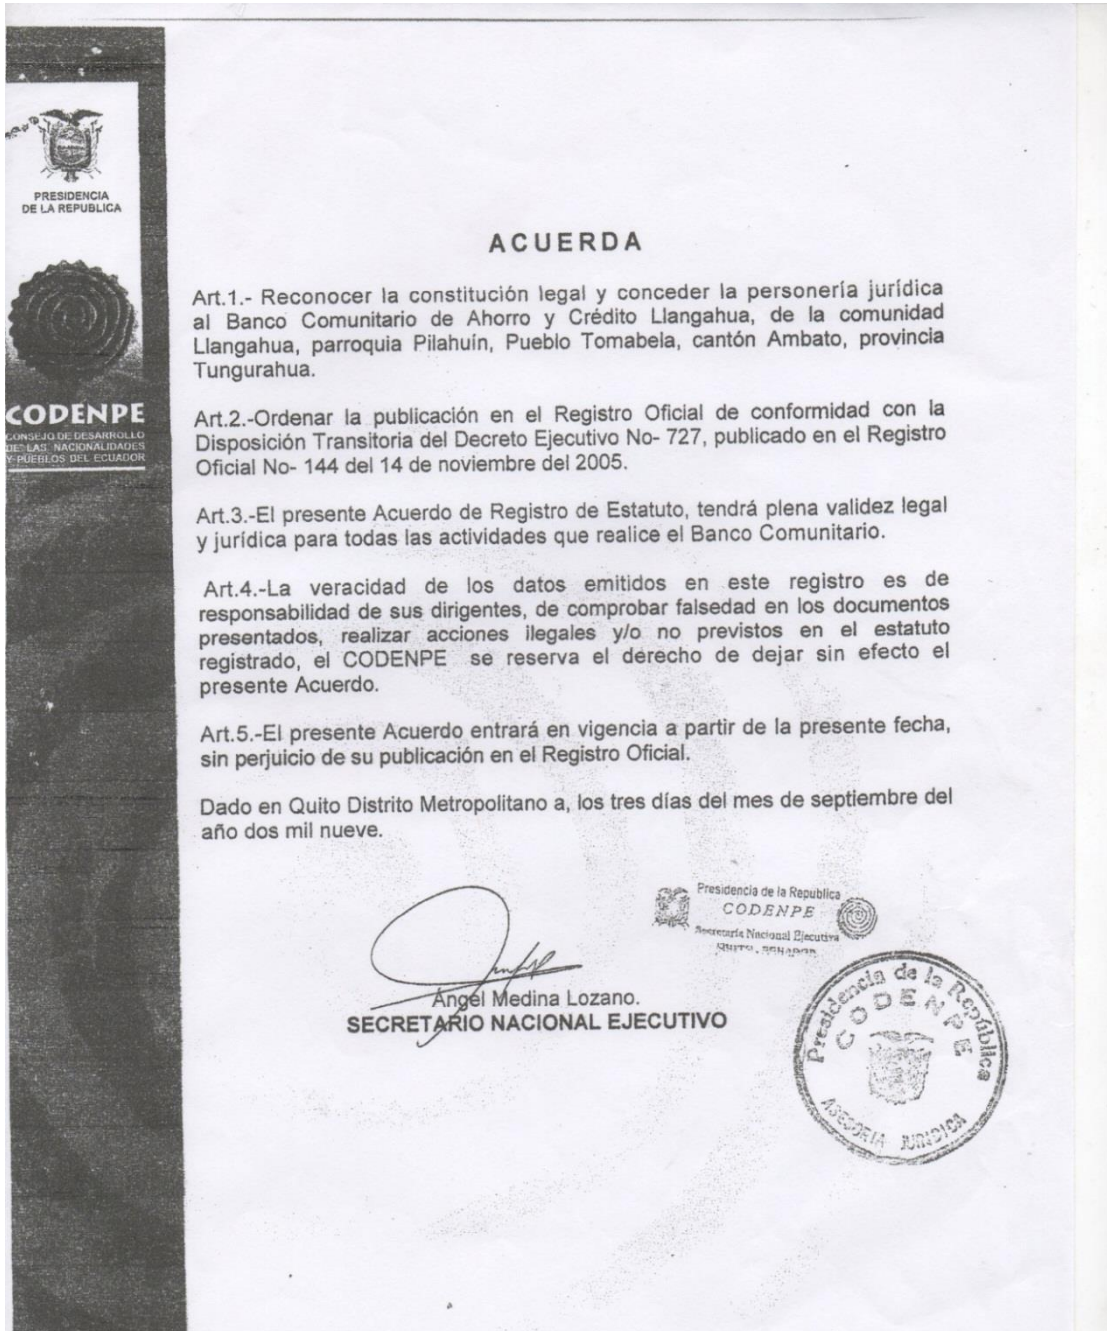 PRESIDENCIA
DE LA REPUBLICA
CODENPE
CONSEJO DE DESARROLLO
DE LAS NACIONALIDADES
Y PUEBLOS DEL ECUADOR
ACUERDA
Art.1.- Reconocer la constitución legal y conceder la personería jurídica
al Banco Comunitario de Ahorro y Crédito Llangahua, de la comunidad
Llangahua, parroquia Pilahuín, Pueblo Tomabela, cantón Ambato, provincia
Tungurahua.
Art.2.-Ordenar la publicación en el Registro Oficial de conformidad con la
Disposición Transitoria del Decreto Ejecutivo No- 727, publicado en el Registro
Oficial No- 144 del 14 de noviembre del 2005.
Art.3.-El presente Acuerdo de Registro de Estatuto, tendrá plena validez legal
y jurídica para todas las actividades que realice el Banco Comunitario.
Art.4.-La veracidad de los datos emitidos en este registro es de
responsabilidad de sus dirigentes, de comprobar falsedad en los documentos
presentados, realizar acciones ilegales y/o no previstos en el estatuto
registrado, el CODENPE se reserva el derecho de dejar sin efecto el
presente Acuerdo.
Art.5.-El presente Acuerdo entrará en vigencia a partir de la presente fecha,
sin perjuicio de su publicación en el Registro Oficial.
Dado en Quito Distrito Metropolitano a, los tres días del mes de septiembre del
año dos mil nueve.
Presidencia de la Republica
CODENPE
Secretaría Nacional Ejecutiva
QUITO, ECUADOR
Ángel Medina Lozano.
SECRETARIO NACIONAL EJECUTIVO
Presidencia de la República
CODENPE
ASESORIA JURIDICA